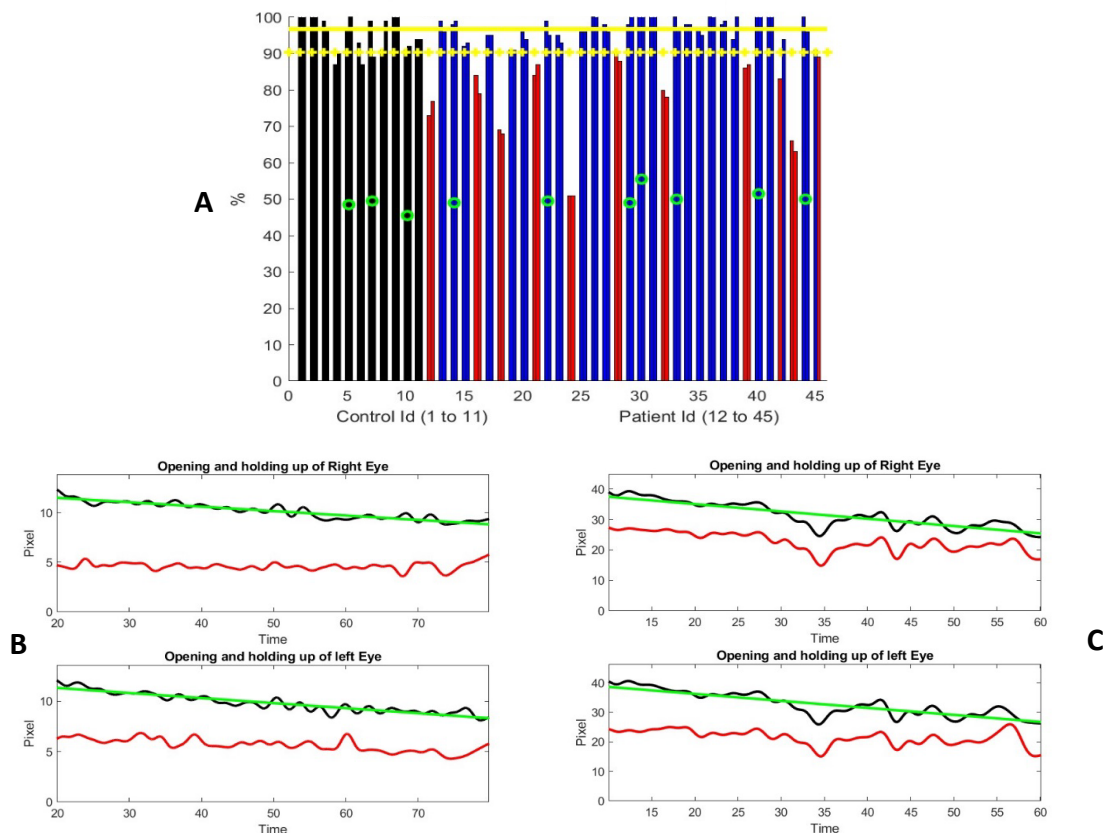 A
%
100
90
80
70
60
50
40
30
20
10
0
0 5 10 15 20 25 30 35 40 45
Control Id (1 to 11) Patient Id (12 to 45)
B
Opening and holding up of Right Eye
Pixel
10
5
0
20 30 40 50 60 70
Time
Opening and holding up of left Eye
Pixel
10
5
0
20 30 40 50 60 70
Time
C
Opening and holding up of Right Eye
Pixel
40
30
20
10
0
15 20 25 30 35 40 45 50 55 60
Time
Opening and holding up of left Eye
Pixel
40
30
20
10
0
15 20 25 30 35 40 45 50 55 60
Time